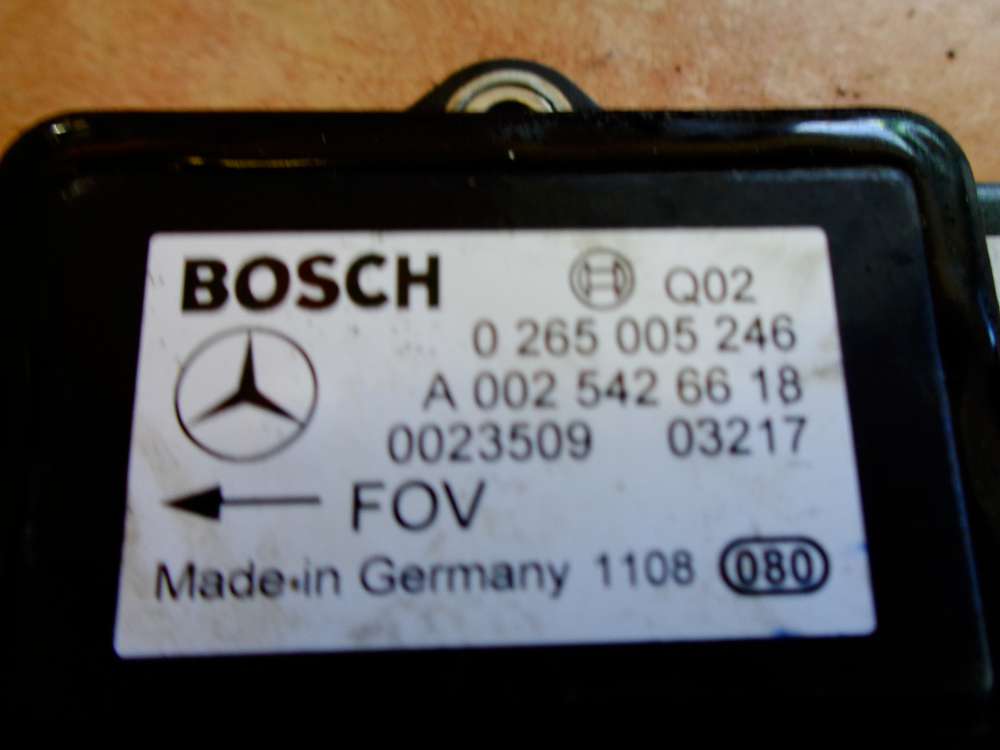 BOSCH Q02
0 265 005 246
A 002 542 66 18
0023509 03217
FOV
Made in Germany 1108 080